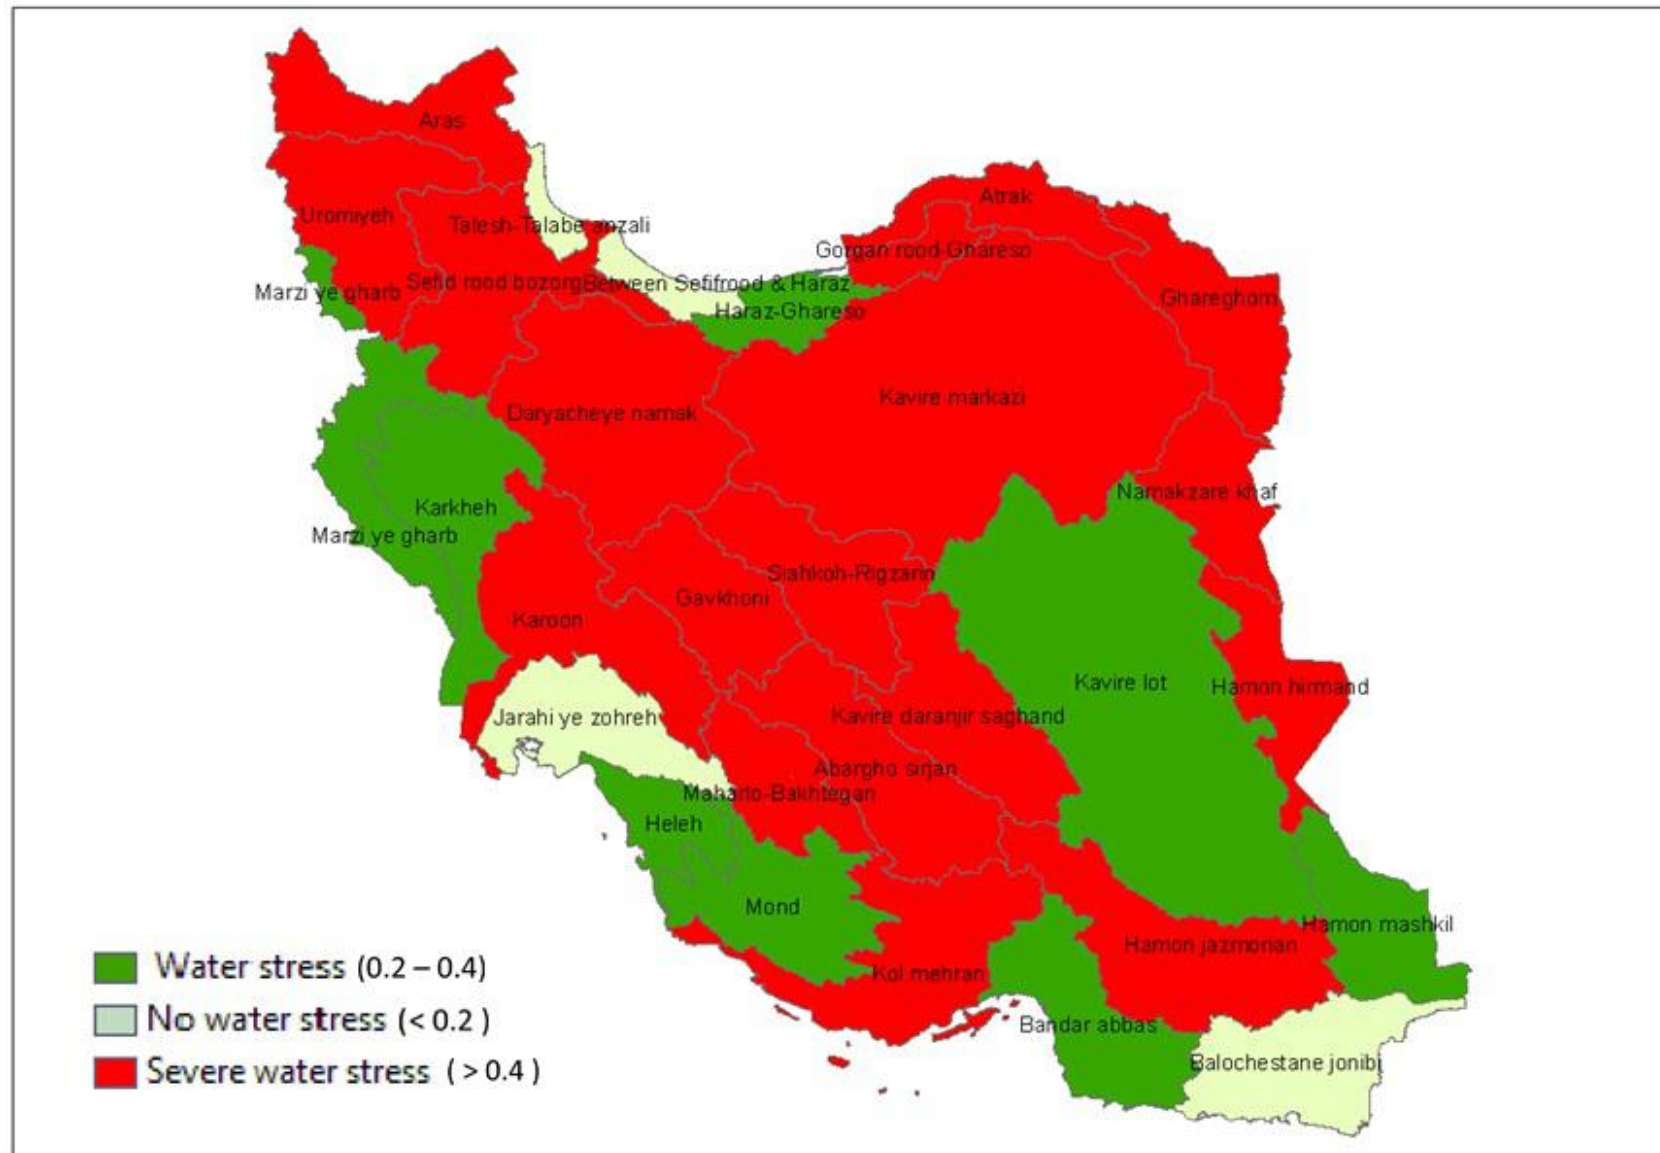 Aras
Atrak
Uromiyeh
Talesh-Talabe anzali
Gorgan rood-Ghareso
Marzi ye gharb
Sefid rood bozorg
Between Sefifrood & Haraz
Ghareghom
Haraz-Ghareso
Kavire markazi
Daryacheye namak
Namakzare khaf
Karkheh
Marzi ye gharb
Siahkoh-Rigzarin
Gavkhoni
Karoon
Kavire lot
Hamon hirmand
Jarahi ye zohreh
Kavire daranjir saghand
Abargho sirjan
Maharlo-Bakhtegan
Heleh
Mond
Hamon mashkil
Hamon jazmorian
Kol mehran
Bandar abbas
Balochestane jonibi
Water stress (0.2 – 0.4)
No water stress (< 0.2 )
Severe water stress ( > 0.4 )